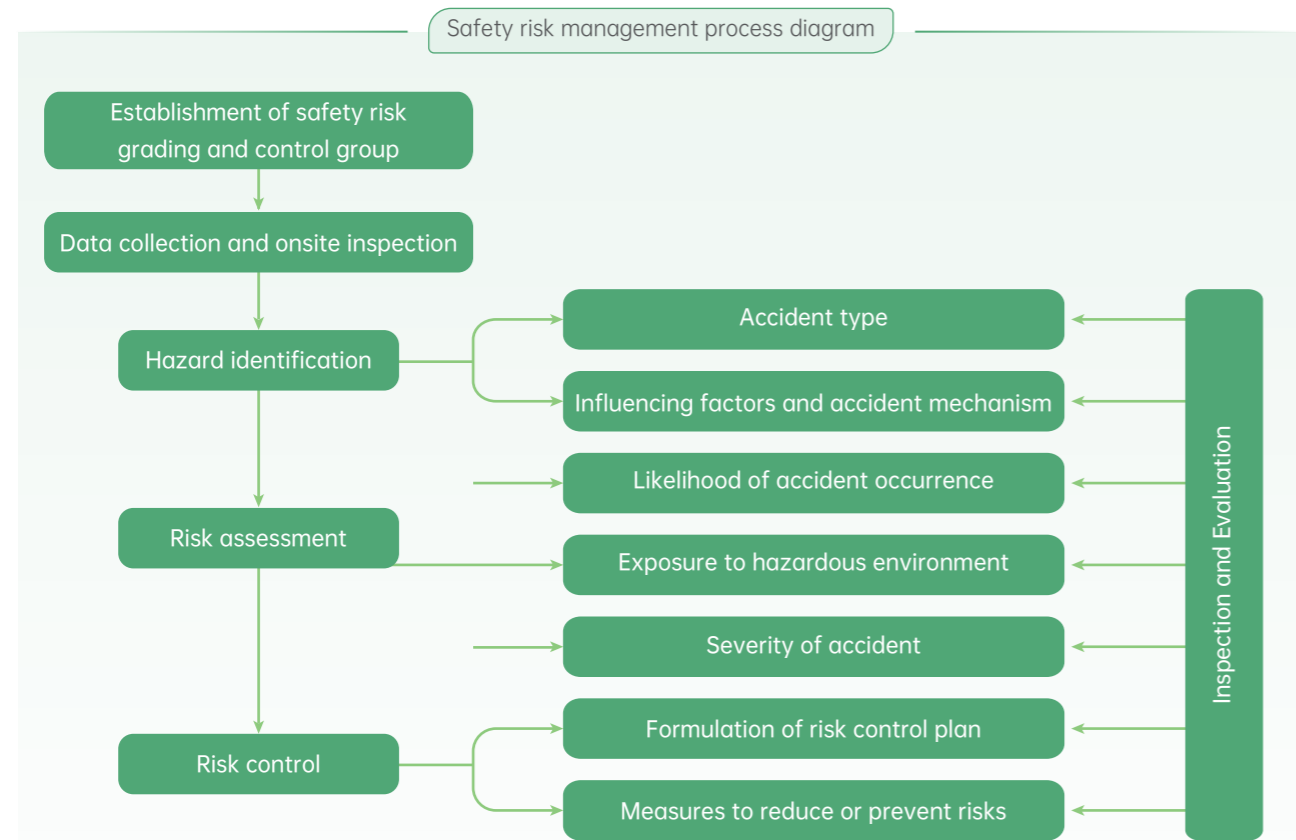 Safety risk management process diagram
Establishment of safety risk
grading and control group
Data collection and onsite inspection
Hazard identification
Accident type
Influencing factors and accident mechanism
Likelihood of accident occurrence
Risk assessment
Exposure to hazardous environment
Severity of accident
Formulation of risk control plan
Risk control
Measures to reduce or prevent risks
Inspection and Evaluation